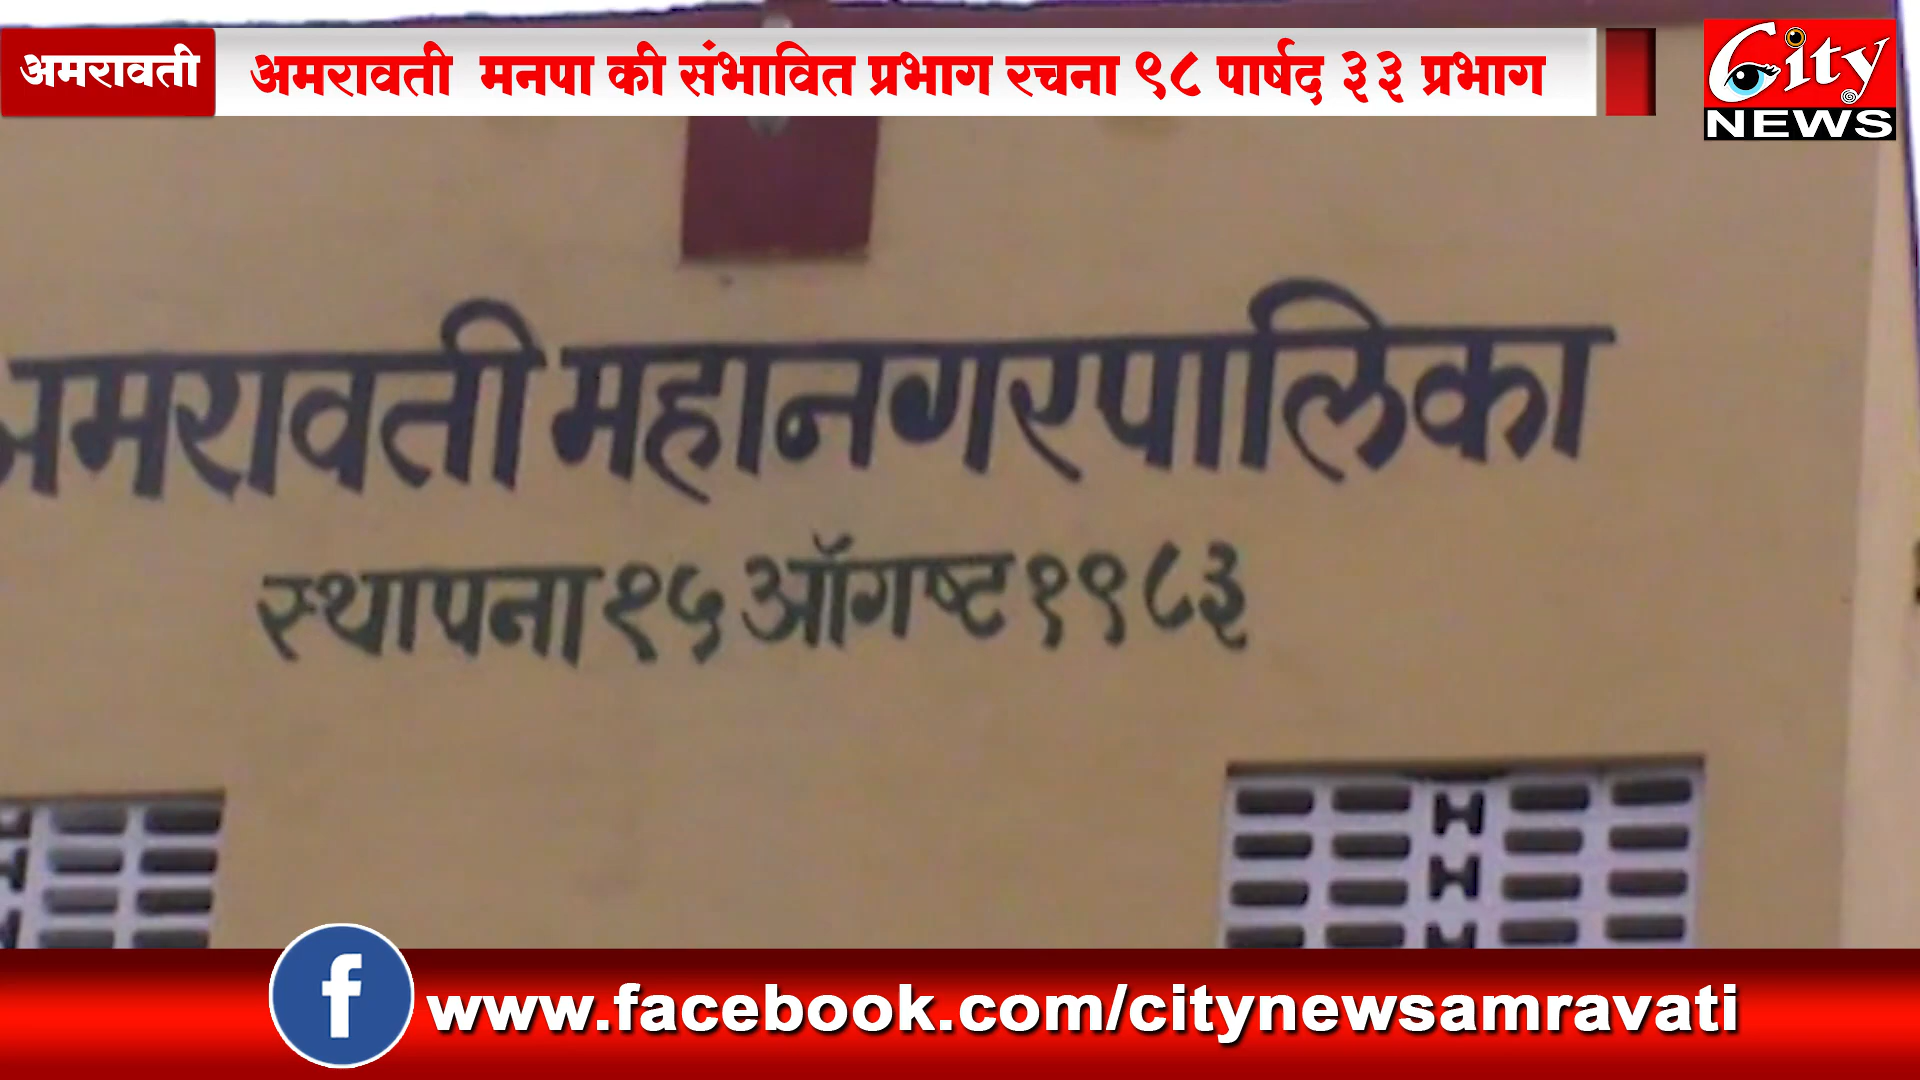 अमरावती
अमरावती मनपा की संभावित प्रभाग रचना ९८ पार्षद ३३ प्रभाग
City
NEWS
अमरावती महानगरपालिका
स्थापना १५ ऑगष्ट १९८३
f www.facebook.com/citynewsamravati